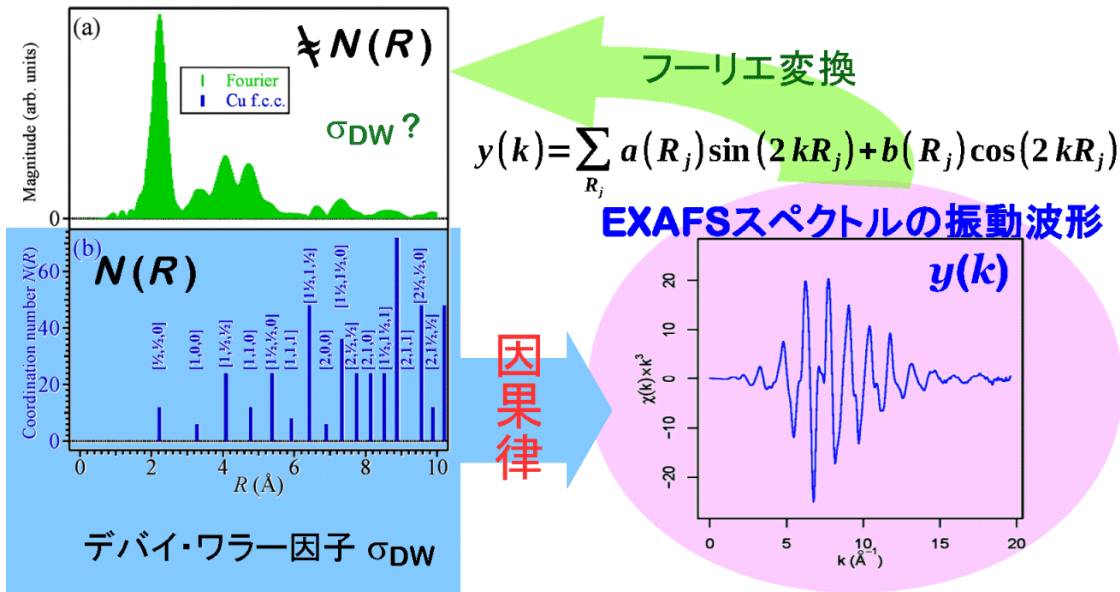 (a)
≭ N(R)
Fourier
Cu f.c.c.
σDW ?
Magnitude (arb. units)
0
フーリエ変換
y(k)=∑Rj a(Rj)sin(2kRj)+b(Rj)cos(2kRj)
(b)
N(R)
Coordination number N(R)
60
40
20
0
[½,½,0]
[1,0,0]
[1,½,½]
[1,1,0]
[1½,½,0]
[1,1,1]
[1½,1,½]
[2,0,0]
[1½,1½,0]
[2,½,½]
[2,1,0]
[1½,1½,1]
[2,1,1]
[2½,½,0]
[2,1½,½]
0 2 4 6 8 10
R (Å)
デバイ・ワラー因子 σDW
因果律
EXAFSスペクトルの振動波形
y(k)
χ(k)×k³
20
10
0
−10
−20
0 5 10 15 20
k (Å⁻¹)